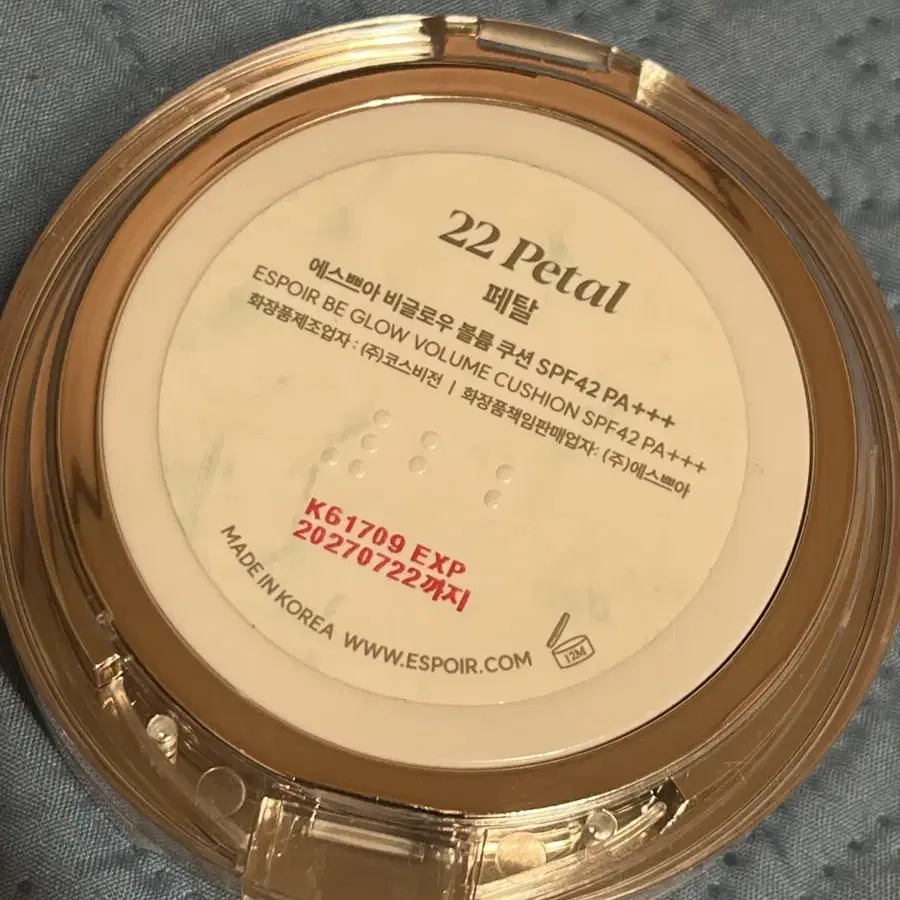 22 Petal
페탈
에스쁘아 비글로우 볼륨 쿠션 SPF42 PA+++
ESPOIR BE GLOW VOLUME CUSHION SPF42 PA+++
화장품제조업자 : (주)코스비전 | 화장품책임판매업자: (주)에스쁘아
K61709 EXP
20270722까지
MADE IN KOREA WWW.ESPOIR.COM
12M